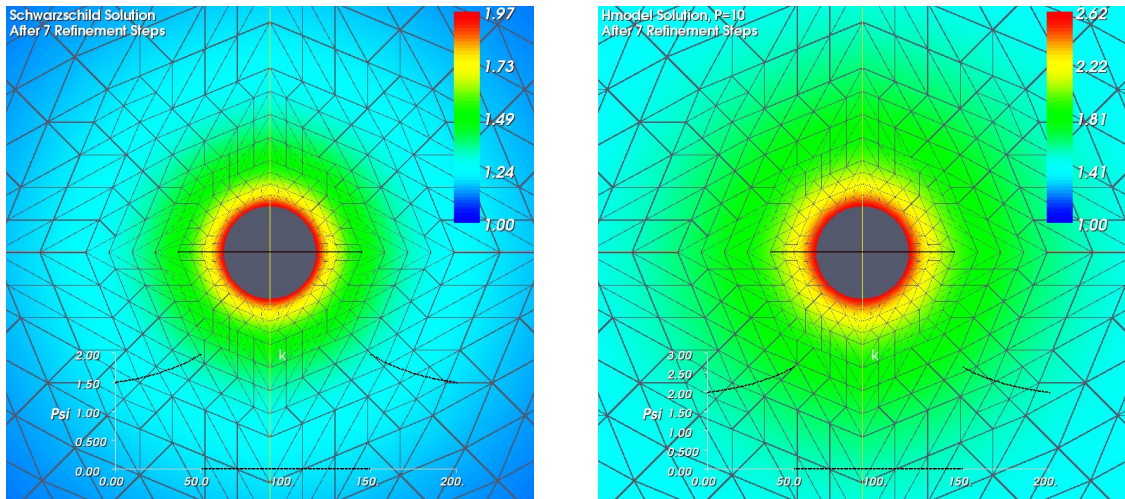 Schwarzschild Solution
After 7 Refinement Steps
1.97
1.73
1.49
1.24
1.00
k
2.00
1.50
Psi 1.00
0.500
0.00
0.00 50.0 100. 150. 200.
Hmodel Solution, P=10
After 7 Refinement Steps
2.62
2.22
1.81
1.41
1.00
k
3.00
2.50
2.00
Psi 1.50
1.00
0.500
0.00
0.00 50.0 100. 150. 200.